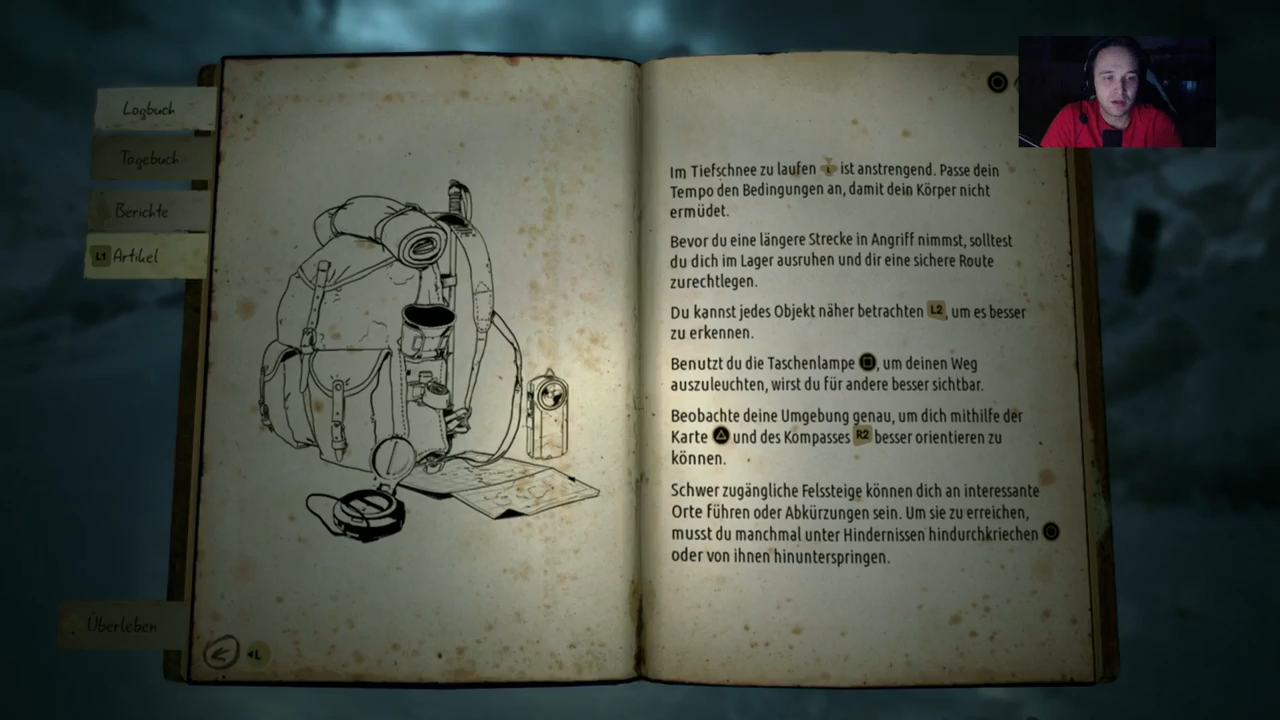 Logbuch
Tagebuch
Berichte
L1 Artikel
Überleben
L
Im Tiefschnee zu laufen L ist anstrengend. Passe dein
Tempo den Bedingungen an, damit dein Körper nicht
ermüdet.
Bevor du eine längere Strecke in Angriff nimmst, solltest
du dich im Lager ausruhen und dir eine sichere Route
zurechtlegen.
Du kannst jedes Objekt näher betrachten L2, um es besser
zu erkennen.
Benutzt du die Taschenlampe, um deinen Weg
auszuleuchten, wirst du für andere besser sichtbar.
Beobachte deine Umgebung genau, um dich mithilfe der
Karte und des Kompasses R2 besser orientieren zu
können.
Schwer zugängliche Felssteige können dich an interessante
Orte führen oder Abkürzungen sein. Um sie zu erreichen,
musst du manchmal unter Hindernissen hindurchkriechen
oder von ihnen hinunterspringen.